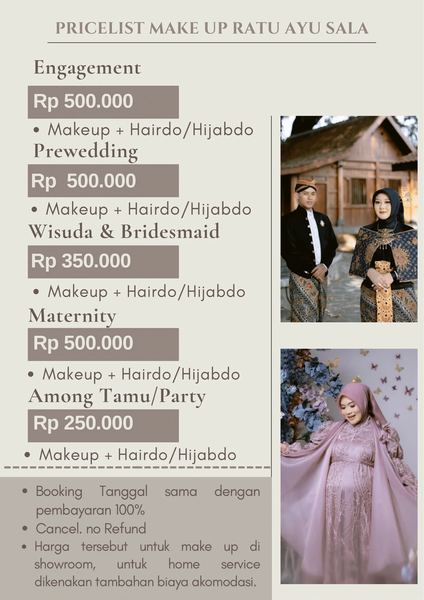 PRICELIST MAKE UP RATU AYU SALA
Engagement
Rp 500.000
• Makeup + Hairdo/Hijabdo
Prewedding
Rp 500.000
• Makeup + Hairdo/Hijabdo
Wisuda & Bridesmaid
Rp 350.000
• Makeup + Hairdo/Hijabdo
Maternity
Rp 500.000
• Makeup + Hairdo/Hijabdo
Among Tamu/Party
Rp 250.000
• Makeup + Hairdo/Hijabdo
• Booking Tanggal sama dengan
pembayaran 100%
• Cancel. no Refund
• Harga tersebut untuk make up di
showroom, untuk home service
dikenakan tambahan biaya akomodasi.